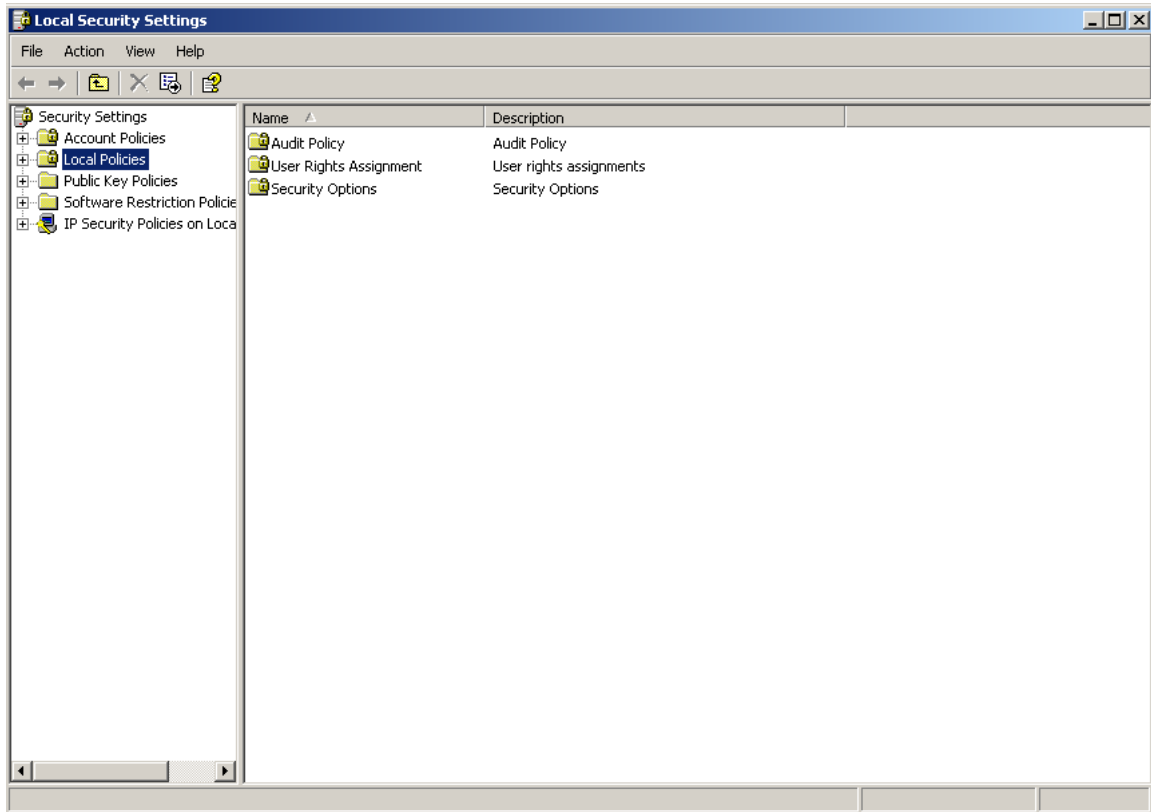 Local Security Settings
File Action View Help
Security Settings
Account Policies
Local Policies
Public Key Policies
Software Restriction Policie
IP Security Policies on Loca
Name Description
Audit Policy Audit Policy
User Rights Assignment User rights assignments
Security Options Security Options